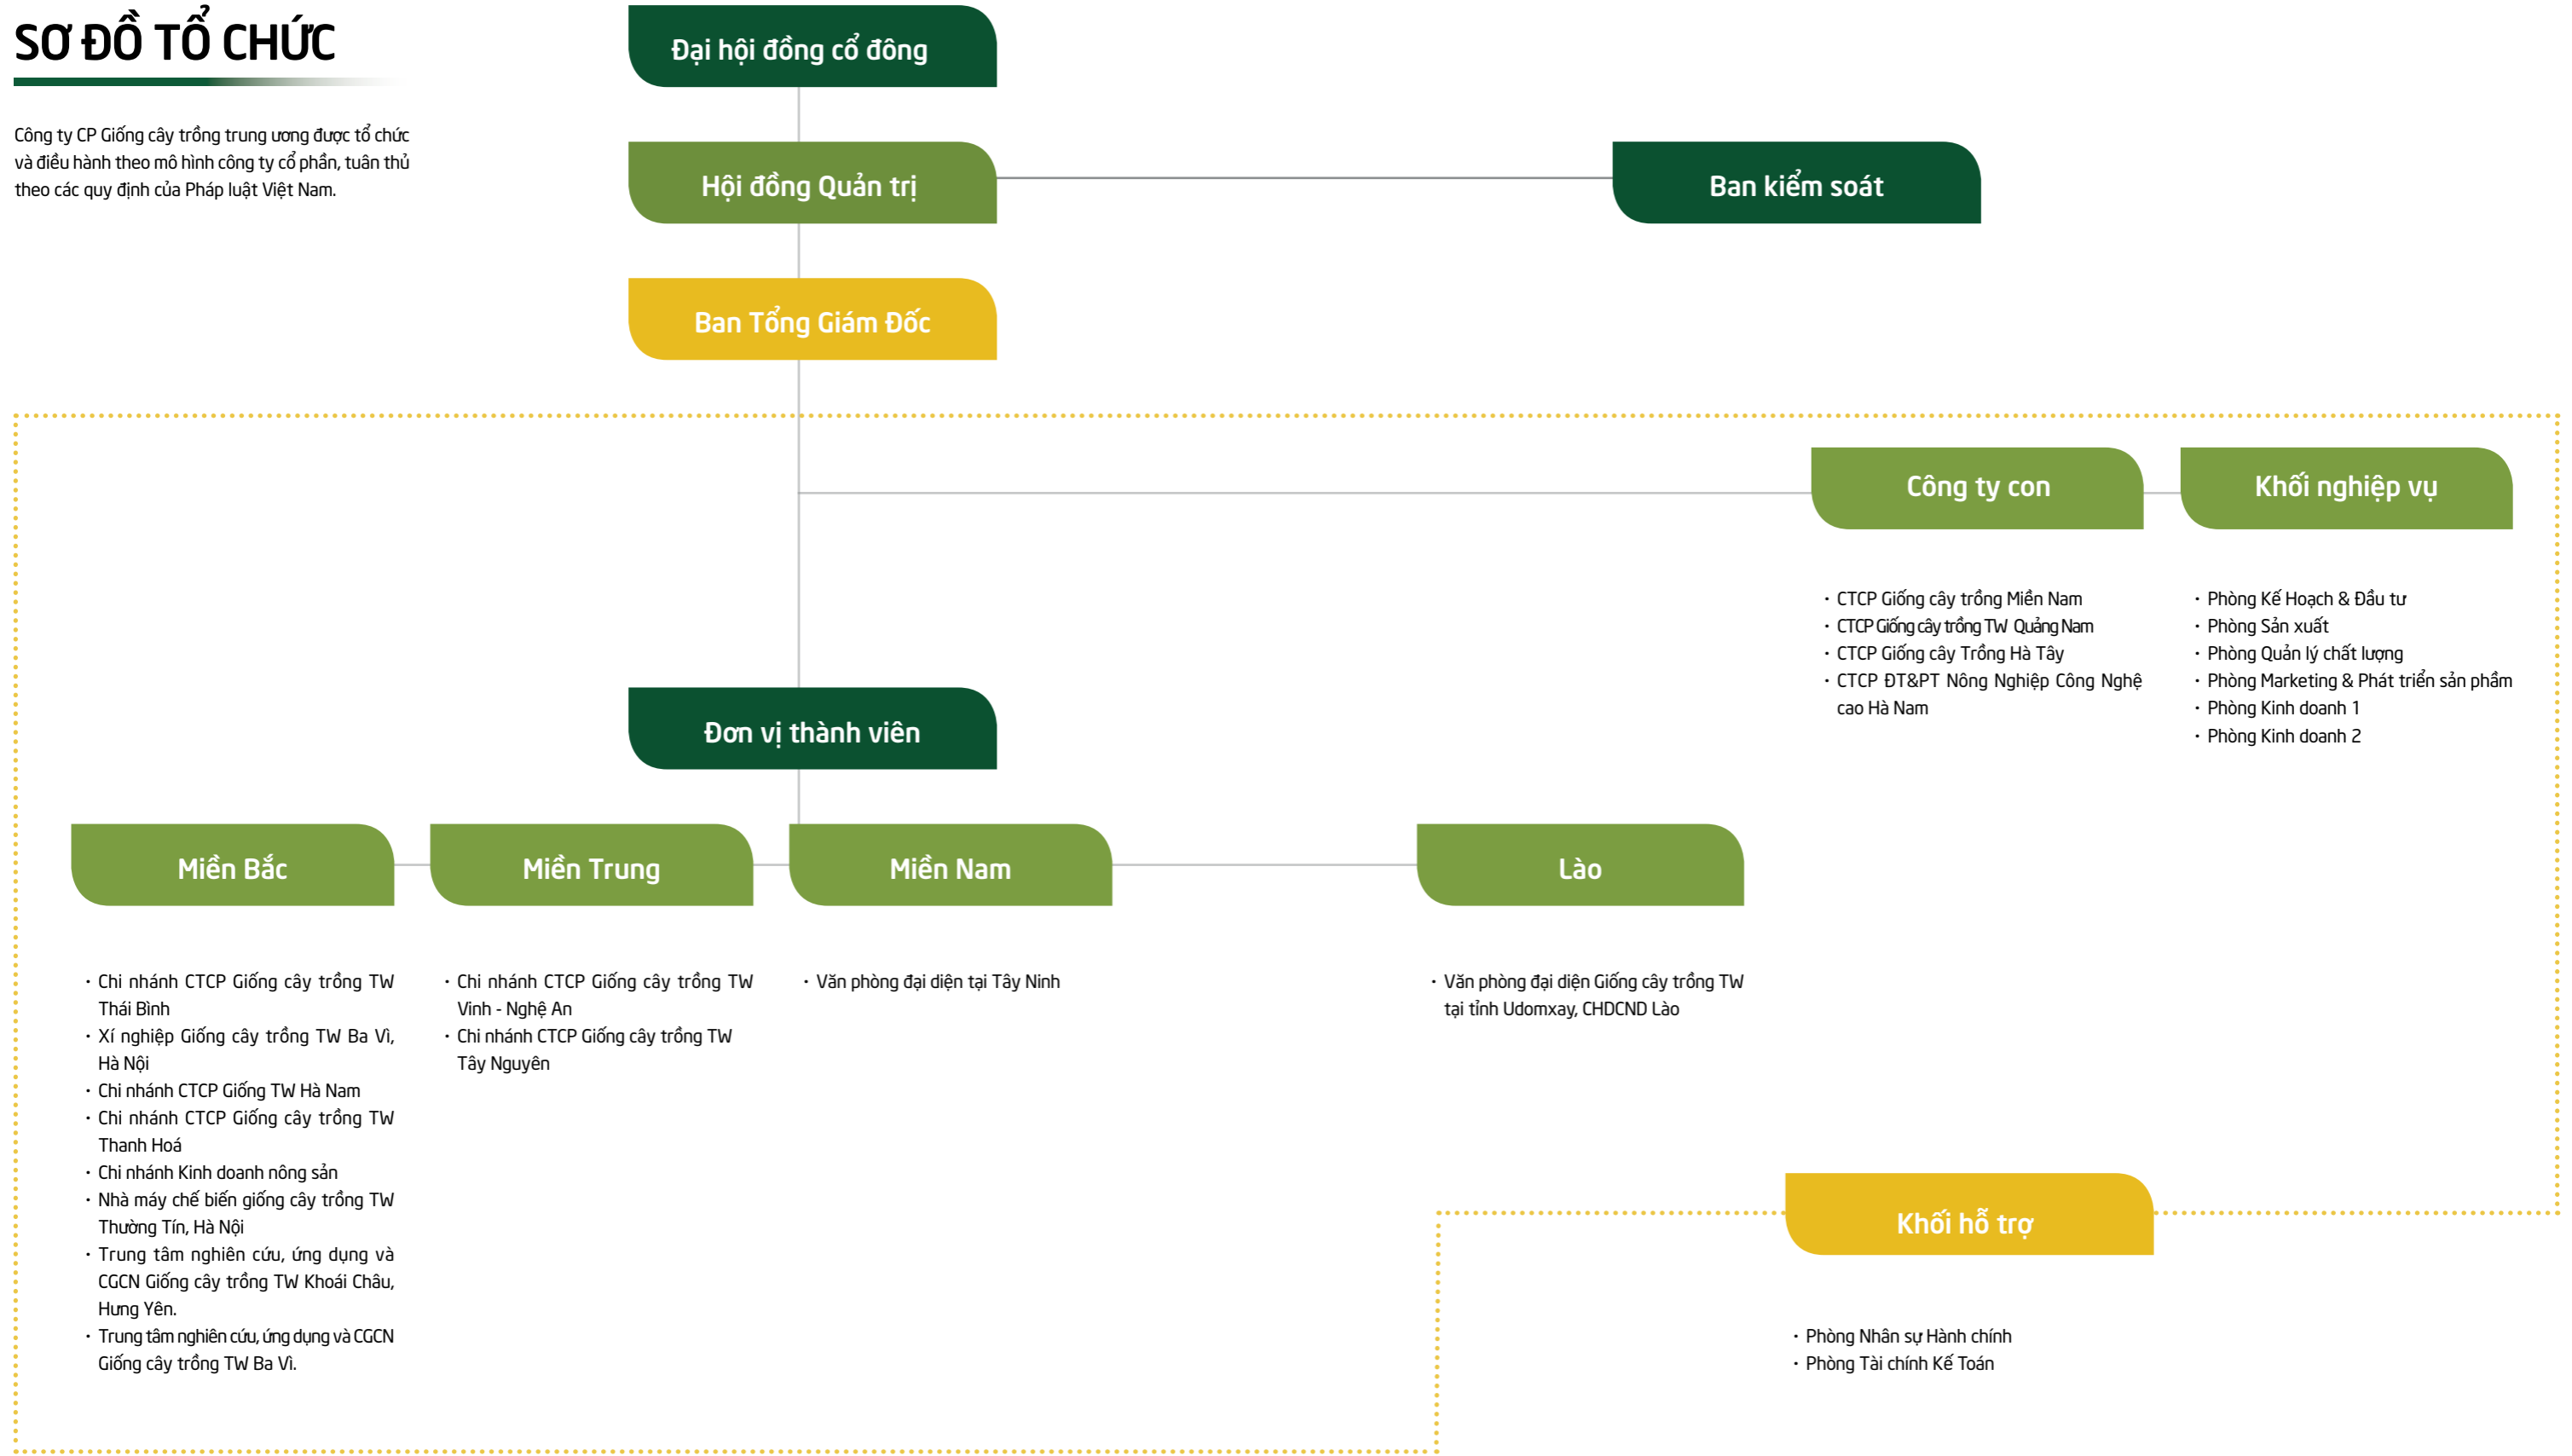 SƠ ĐỒ TỔ CHỨC
Công ty CP Giống cây trồng trung ương được tổ chức
và điều hành theo mô hình công ty cổ phần, tuân thủ
theo các quy định của Pháp luật Việt Nam.
Đại hội đồng cổ đông
Hội đồng Quản trị
Ban kiểm soát
Ban Tổng Giám Đốc
Công ty con
Khối nghiệp vụ
• CTCP Giống cây trồng Miền Nam
• CTCP Giống cây trồng TW Quảng Nam
• CTCP Giống cây Trồng Hà Tây
• CTCP ĐT&PT Nông Nghiệp Công Nghệ
cao Hà Nam
• Phòng Kế Hoạch & Đầu tư
• Phòng Sản xuất
• Phòng Quản lý chất lượng
• Phòng Marketing & Phát triển sản phẩm
• Phòng Kinh doanh 1
• Phòng Kinh doanh 2
Đơn vị thành viên
Miền Bắc
Miền Trung
Miền Nam
Lào
• Chi nhánh CTCP Giống cây trồng TW
Thái Bình
• Xí nghiệp Giống cây trồng TW Ba Vì,
Hà Nội
• Chi nhánh CTCP Giống TW Hà Nam
• Chi nhánh CTCP Giống cây trồng TW
Thanh Hoá
• Chi nhánh Kinh doanh nông sản
• Nhà máy chế biến giống cây trồng TW
Thường Tín, Hà Nội
• Trung tâm nghiên cứu, ứng dụng và
CGCN Giống cây trồng TW Khoái Châu,
Hưng Yên.
• Trung tâm nghiên cứu, ứng dụng và CGCN
Giống cây trồng TW Ba Vì.
• Chi nhánh CTCP Giống cây trồng TW
Vinh - Nghệ An
• Chi nhánh CTCP Giống cây trồng TW
Tây Nguyên
• Văn phòng đại diện tại Tây Ninh
• Văn phòng đại diện Giống cây trồng TW
tại tỉnh Udomxay, CHDCND Lào
Khối hỗ trợ
• Phòng Nhân sự Hành chính
• Phòng Tài chính Kế Toán